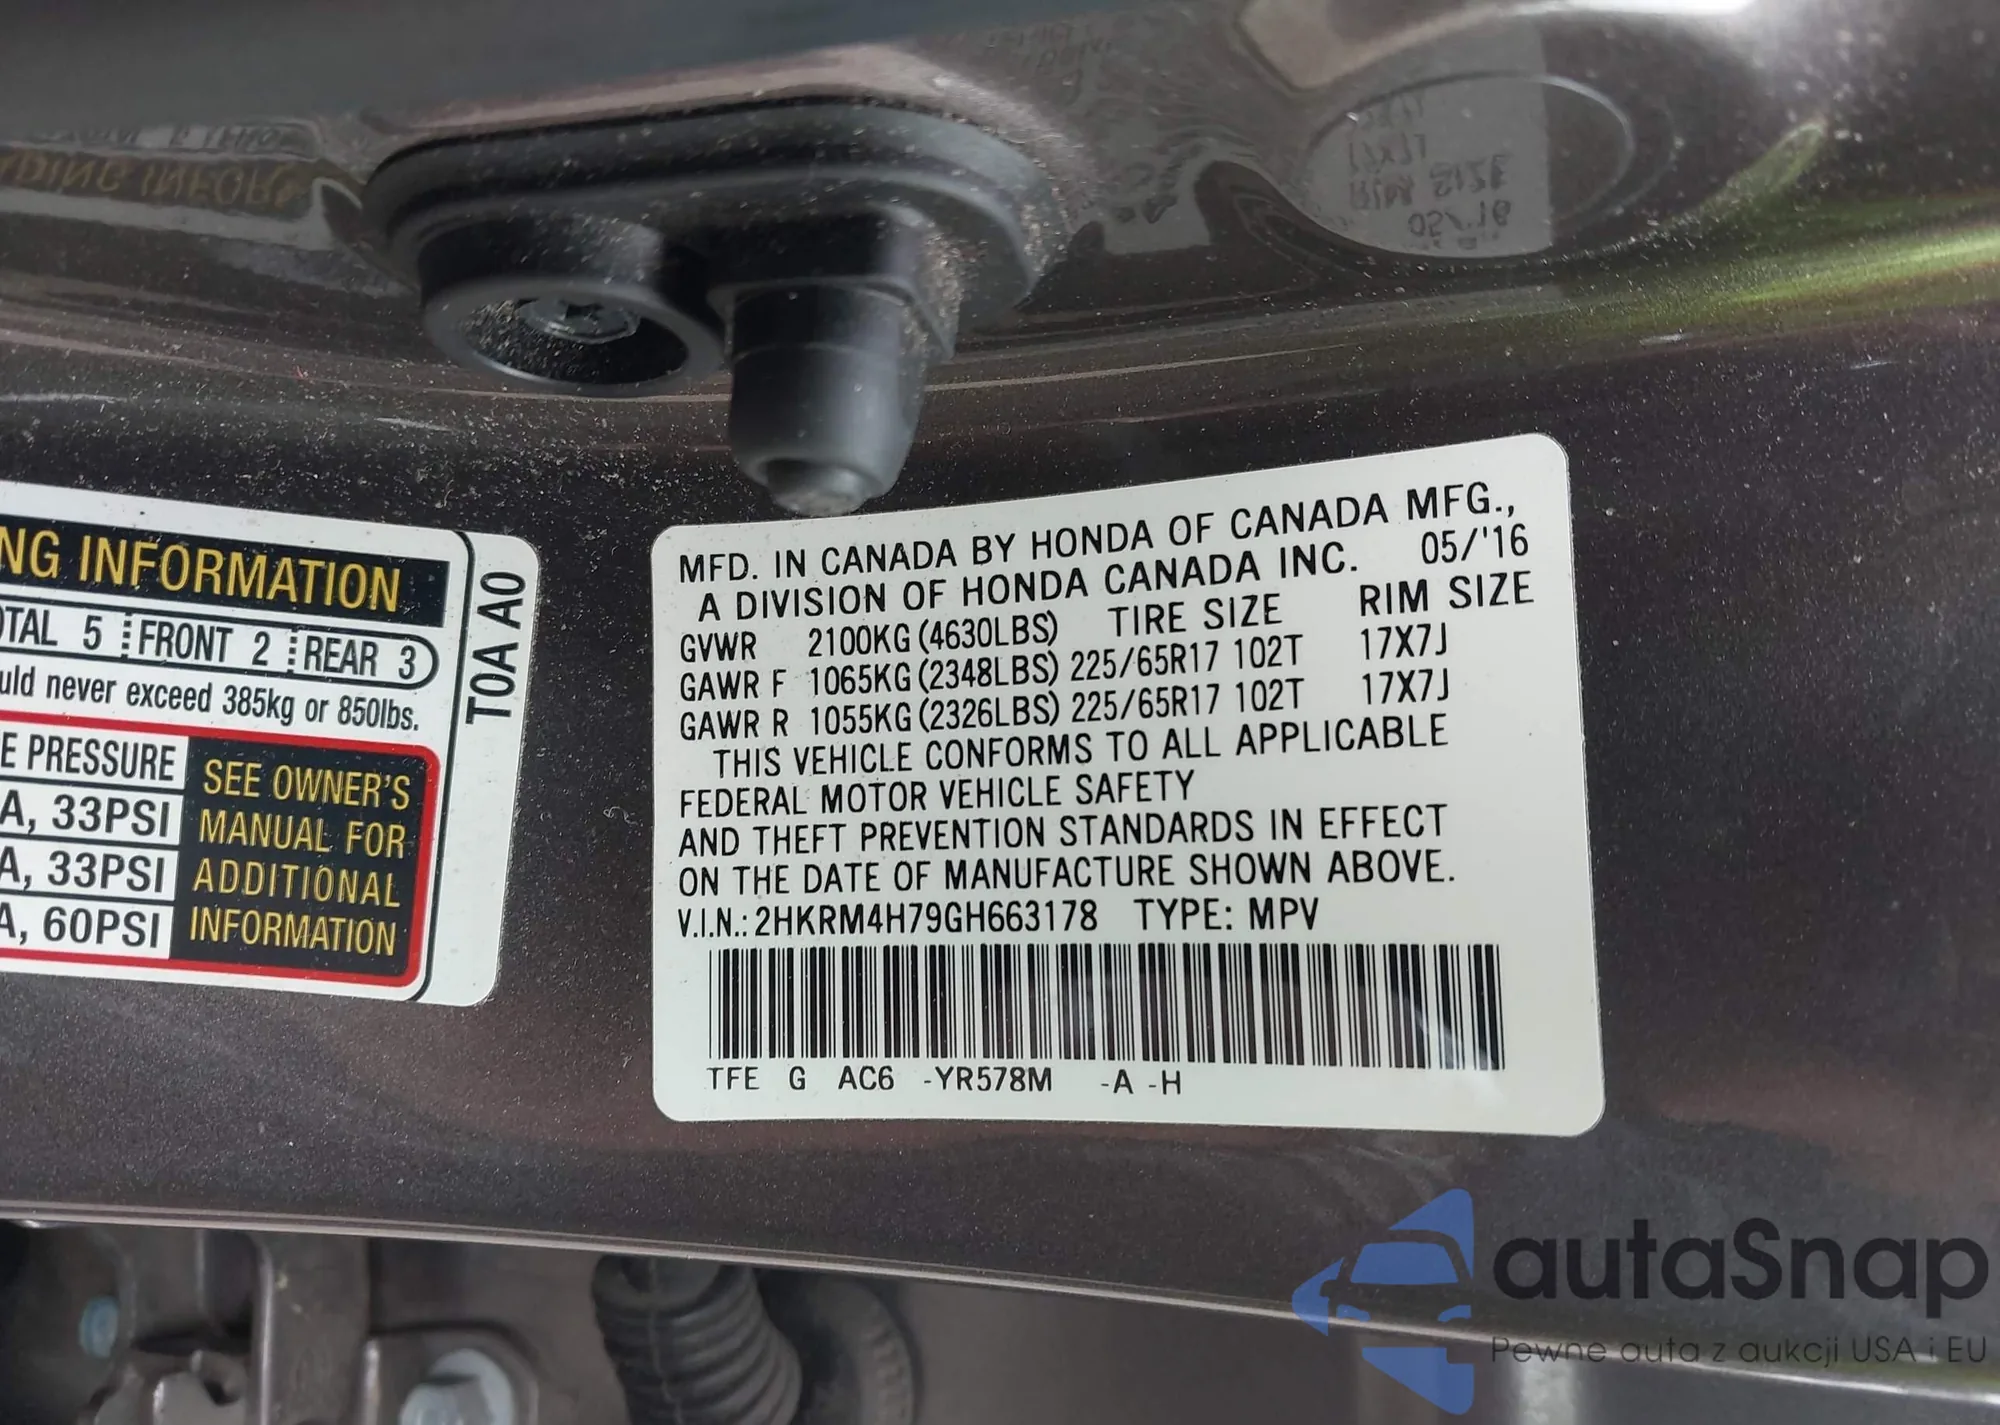 NG INFORMATION
OTAL 5 FRONT 2 REAR 3
uld never exceed 385kg or 850lbs.
E PRESSURE
A, 33PSI
A, 33PSI
A, 60PSI
SEE OWNER'S
MANUAL FOR
ADDITIONAL
INFORMATION
T0A A0
MFD. IN CANADA BY HONDA OF CANADA MFG.,
A DIVISION OF HONDA CANADA INC. 05/'16
GVWR 2100KG (4630LBS) TIRE SIZE RIM SIZE
GAWR F 1065KG (2348LBS) 225/65R17 102T 17X7J
GAWR R 1055KG (2326LBS) 225/65R17 102T 17X7J
THIS VEHICLE CONFORMS TO ALL APPLICABLE
FEDERAL MOTOR VEHICLE SAFETY
AND THEFT PREVENTION STANDARDS IN EFFECT
ON THE DATE OF MANUFACTURE SHOWN ABOVE.
V.I.N.: 2HKRM4H79GH663178 TYPE: MPV
TFE G AC6 -YR578M -A -H
autaSnap
Pewne auta z aukcji USA i EU